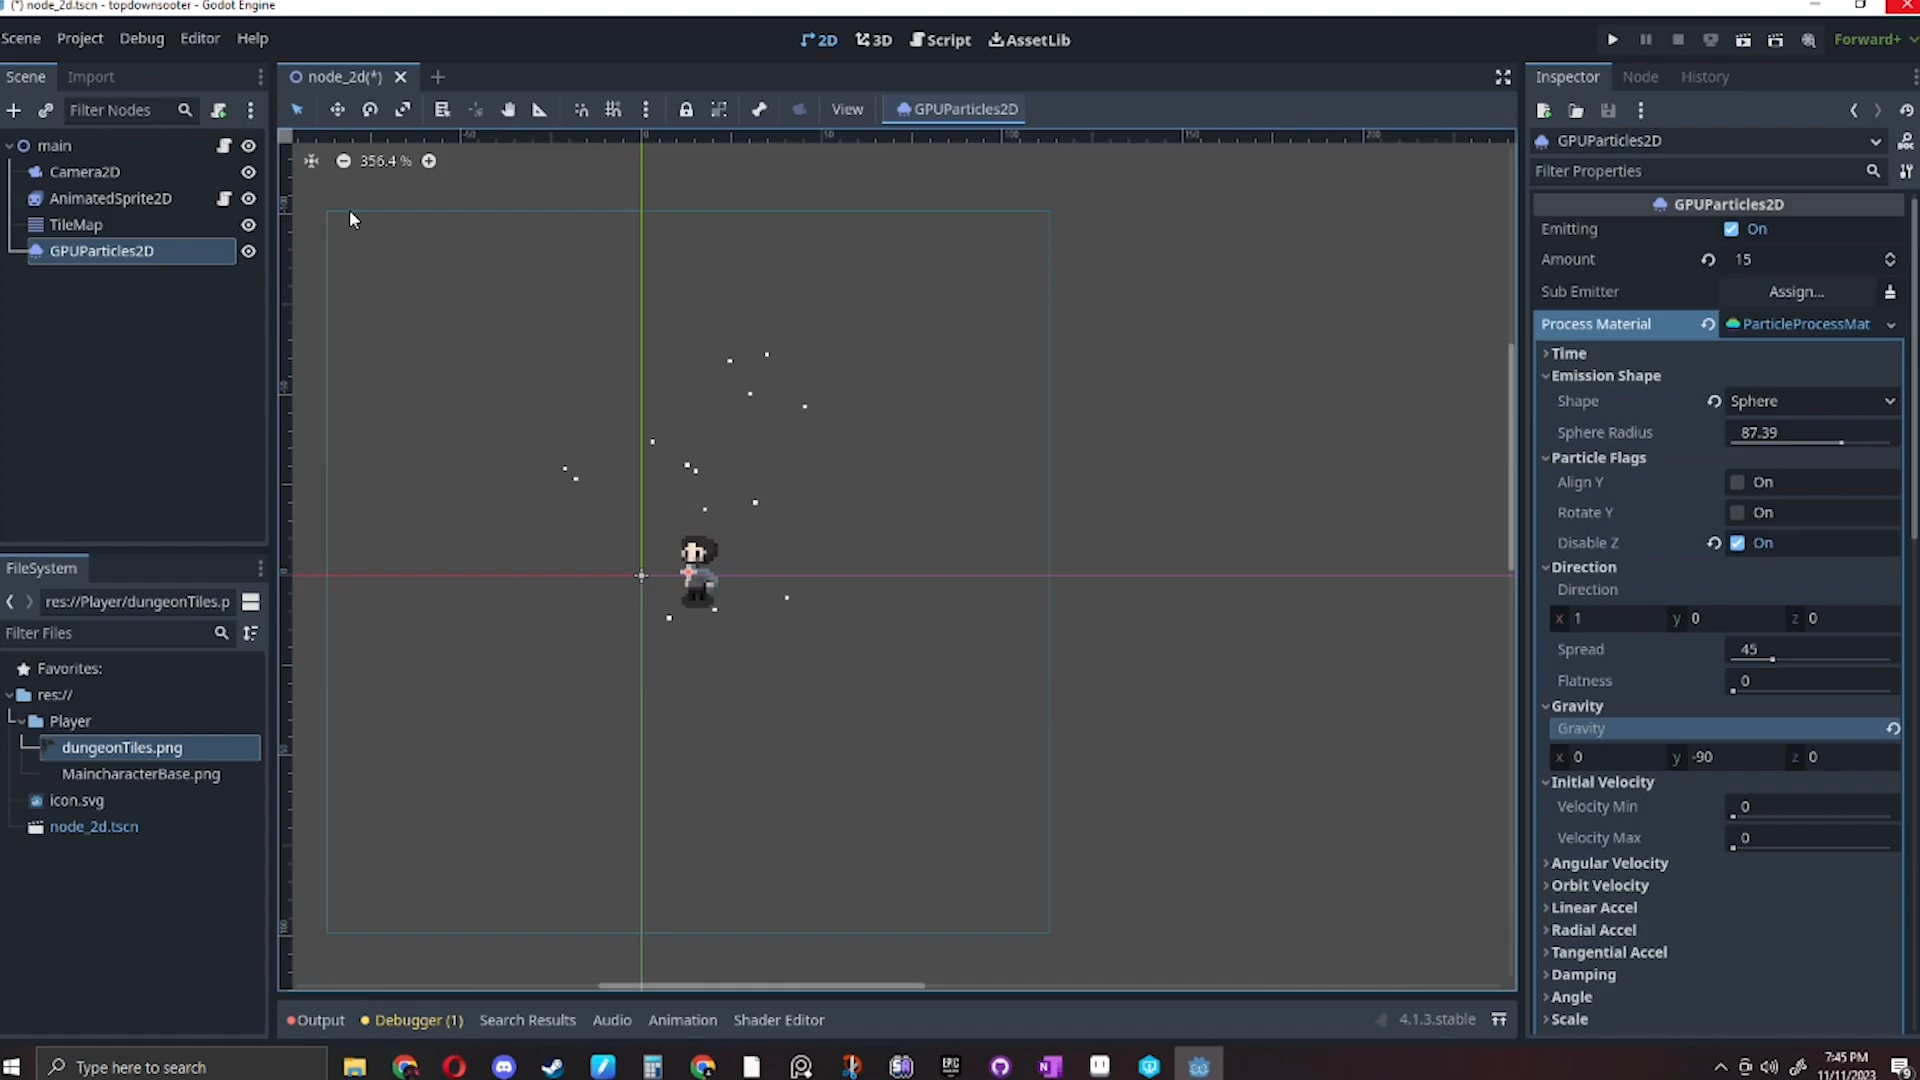 (*) node_2d.tscn - topdownsooter - Godot Engine
Scene Project Debug Editor Help
2D 3D Script AssetLib
Forward+
Scene Import
node_2d(*)
Inspector Node History
Filter Nodes
View
GPUParticles2D
main
Camera2D
AnimatedSprite2D
TileMap
GPUParticles2D
356.4 %
GPUParticles2D
Filter Properties
GPUParticles2D
Emitting On
Amount 15
Sub Emitter Assign...
Process Material ParticleProcessMat
Time
Emission Shape
Shape Sphere
Sphere Radius 87.39
Particle Flags
Align Y On
Rotate Y On
Disable Z On
Direction
Direction
x 1 y 0 z 0
Spread 45
Flatness 0
Gravity
Gravity
x 0 y -90 z 0
Initial Velocity
Velocity Min 0
Velocity Max 0
Angular Velocity
Orbit Velocity
Linear Accel
Radial Accel
Tangential Accel
Damping
Angle
Scale
FileSystem
res://Player/dungeonTiles.p
Filter Files
Favorites:
res://
Player
dungeonTiles.png
MaincharacterBase.png
icon.svg
node_2d.tscn
Output Debugger (1) Search Results Audio Animation Shader Editor
4.1.3.stable
Type here to search
7:45 PM
11/11/2023